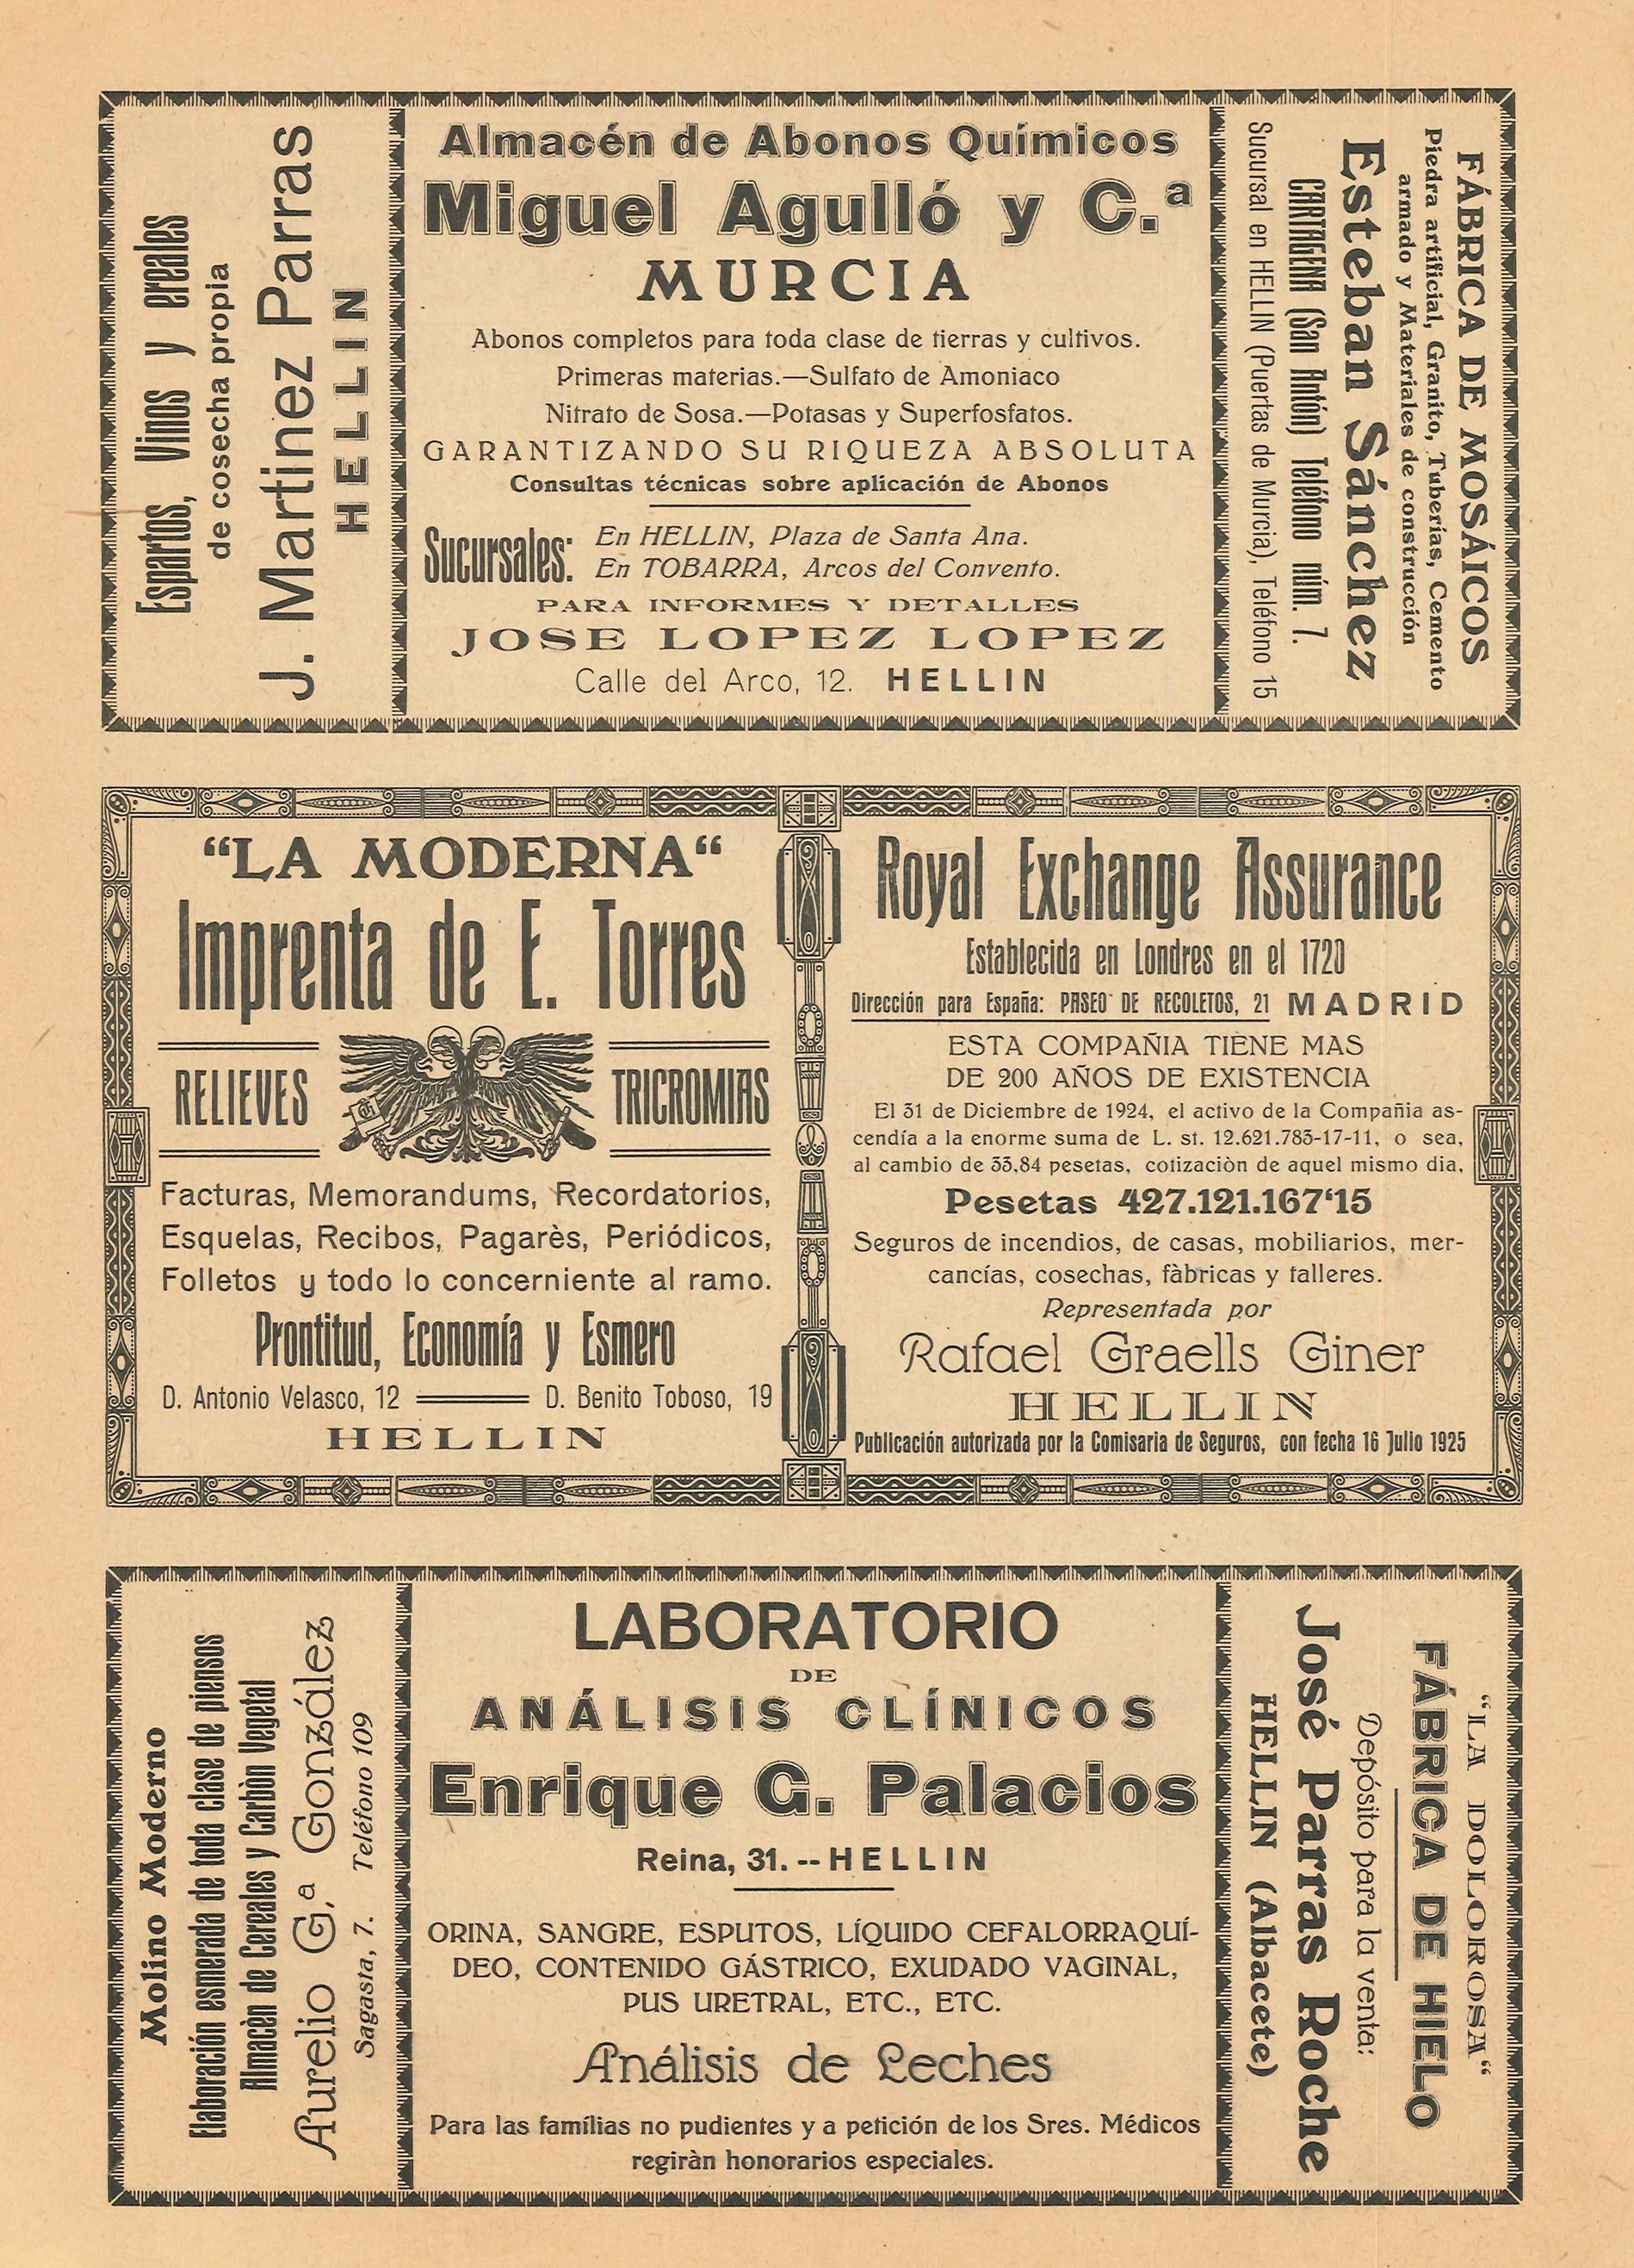 Espartos, Vinos y ereales
de cosecha propia
J. Martinez Parras
HELLIN
Almacén de Abonos Químicos
Miguel Agulló y C.ª
MURCIA
Abonos completos para toda clase de tierras y cultivos.
Primeras materias.—Sulfato de Amoniaco
Nitrato de Sosa.—Potasas y Superfosfatos.
GARANTIZANDO SU RIQUEZA ABSOLUTA
Consultas técnicas sobre aplicación de Abonos
Sucursales: En HELLIN, Plaza de Santa Ana.
En TOBARRA, Arcos del Convento.
PARA INFORMES Y DETALLES
JOSE LOPEZ LOPEZ
Calle del Arco, 12. HELLIN
FÁBRICA DE MOSÁICOS
Piedra artificial, Granito, Tuberías, Cemento
armado y Materiales de construcción
Esteban Sánchez
CARTAGENA (San Antón) Teléfono núm. 7.
Sucursal en HELLIN (Puertas de Murcia), Teléfono 15
“LA MODERNA“
Imprenta de E. Torres
RELIEVES TRICROMIAS
Facturas, Memorandums, Recordatorios,
Esquelas, Recibos, Pagarès, Periódicos,
Folletos y todo lo concerniente al ramo.
Prontitud, Economía y Esmero
D. Antonio Velasco, 12 D. Benito Toboso, 19
HELLIN
Royal Exchange Assurance
Establecida en Londres en el 1720
Dirección para España: PASEO DE RECOLETOS, 21 MADRID
ESTA COMPAÑIA TIENE MAS
DE 200 AÑOS DE EXISTENCIA
El 31 de Diciembre de 1924, el activo de la Compañia as-
cendía a la enorme suma de L. st. 12.621.783-17-11, o sea,
al cambio de 33,84 pesetas, cotizaciòn de aquel mismo dia,
Pesetas 427.121.167‘15
Seguros de incendios, de casas, mobiliarios, mer-
cancías, cosechas, fàbricas y talleres.
Representada por
Rafael Graells Giner
HELLIN
Publicación autorizada por la Comisaria de Seguros, con fecha 16 Julio 1925
Molino Moderno
Elaboración esmerada de toda clase de piensos
Almacèn de Cereales y Carbòn Vegetal
Aurelio G.ª González
Sagasta, 7. Teléfono 109
LABORATORIO
DE
ANÁLISIS CLÍNICOS
Enrique G. Palacios
Reina, 31. -- HELLIN
ORINA, SANGRE, ESPUTOS, LÍQUIDO CEFALORRAQUÍ-
DEO, CONTENIDO GÁSTRICO, EXUDADO VAGINAL,
PUS URETRAL, ETC., ETC.
Análisis de Leches
Para las famílias no pudientes y a petición de los Sres. Médicos
regiràn honorarios especiales.
“LA DOLOROSA“
FÁBRICA DE HIELO
Depósito para la venta:
José Parras Roche
HELLIN (Albacete)